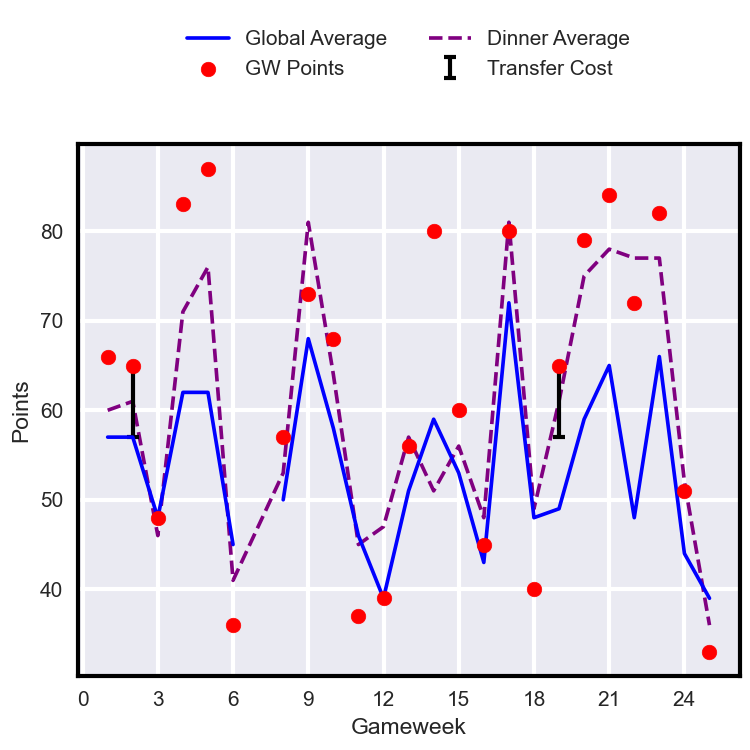 Global Average
Dinner Average
GW Points
Transfer Cost
80
70
60
50
40
Points
0 3 6 9 12 15 18 21 24
Gameweek